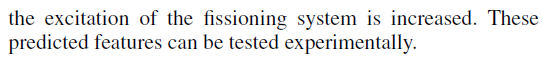 the excitation of the fissioning system is increased. These
predicted features can be tested experimentally.